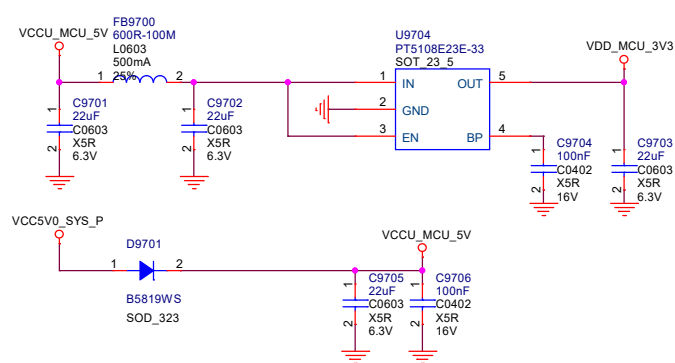 FB9700
600R-100M
L0603
500mA
25%
VCCU_MCU_5V
1
2
C9701
22uF
C0603
X5R
6.3V
1
2
C9702
22uF
C0603
X5R
6.3V
1
2
U9704
PT5108E23E-33
SOT_23_5
1
IN
OUT
5
2
GND
3
EN
BP
4
VDD_MCU_3V3
C9704
100nF
C0402
X5R
16V
1
2
C9703
22uF
C0603
X5R
6.3V
1
2
VCC5V0_SYS_P
D9701
1
2
B5819WS
SOD_323
VCCU_MCU_5V
C9705
22uF
C0603
X5R
6.3V
1
2
C9706
100nF
C0402
X5R
16V
1
2